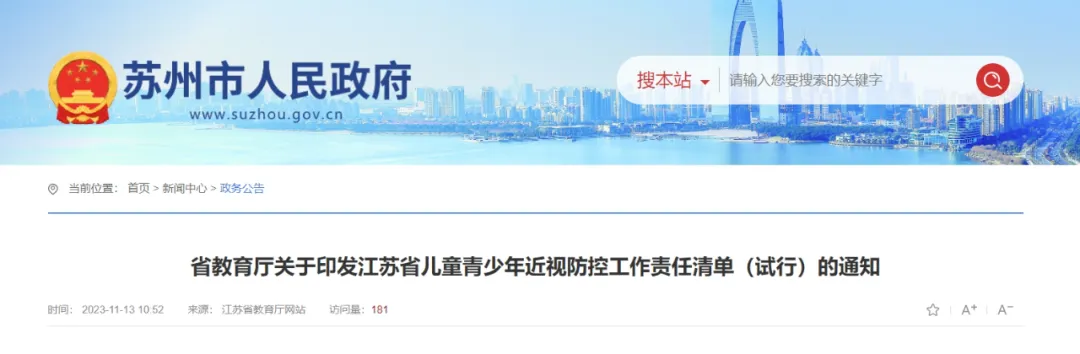 苏州市人民政府
www.suzhou.gov.cn
搜本站 请输入您要搜索的关键字
当前位置： 首页 > 新闻中心 > 政务公告
省教育厅关于印发江苏省儿童青少年近视防控工作责任清单（试行）的通知
时间： 2023-11-13 10:52 来源： 江苏省教育厅网站 访问量： 181 A+ A−